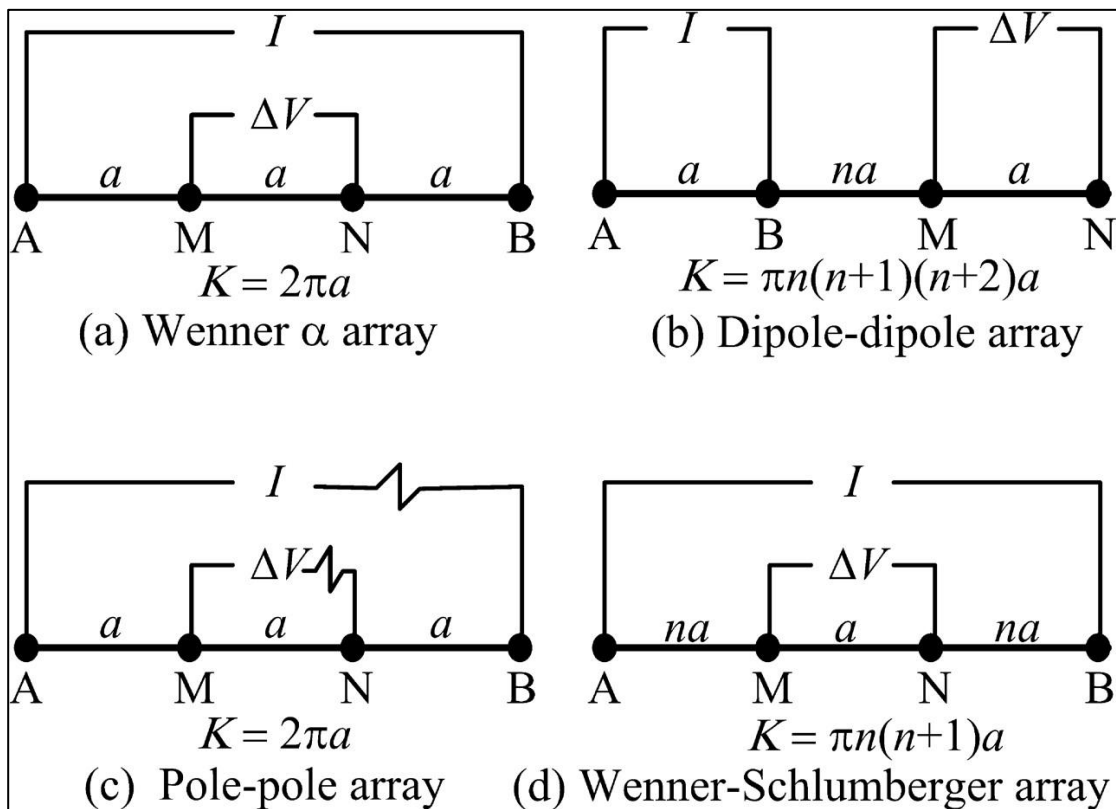 I
ΔV
a a a
A M N B
K = 2πa
(a) Wenner α array
I ΔV
a na a
A B M N
K = πn(n+1)(n+2)a
(b) Dipole-dipole array
I
ΔV
a a a
A M N B
K = 2πa
(c) Pole-pole array
I
ΔV
na a na
A M N B
K = πn(n+1)a
(d) Wenner-Schlumberger array